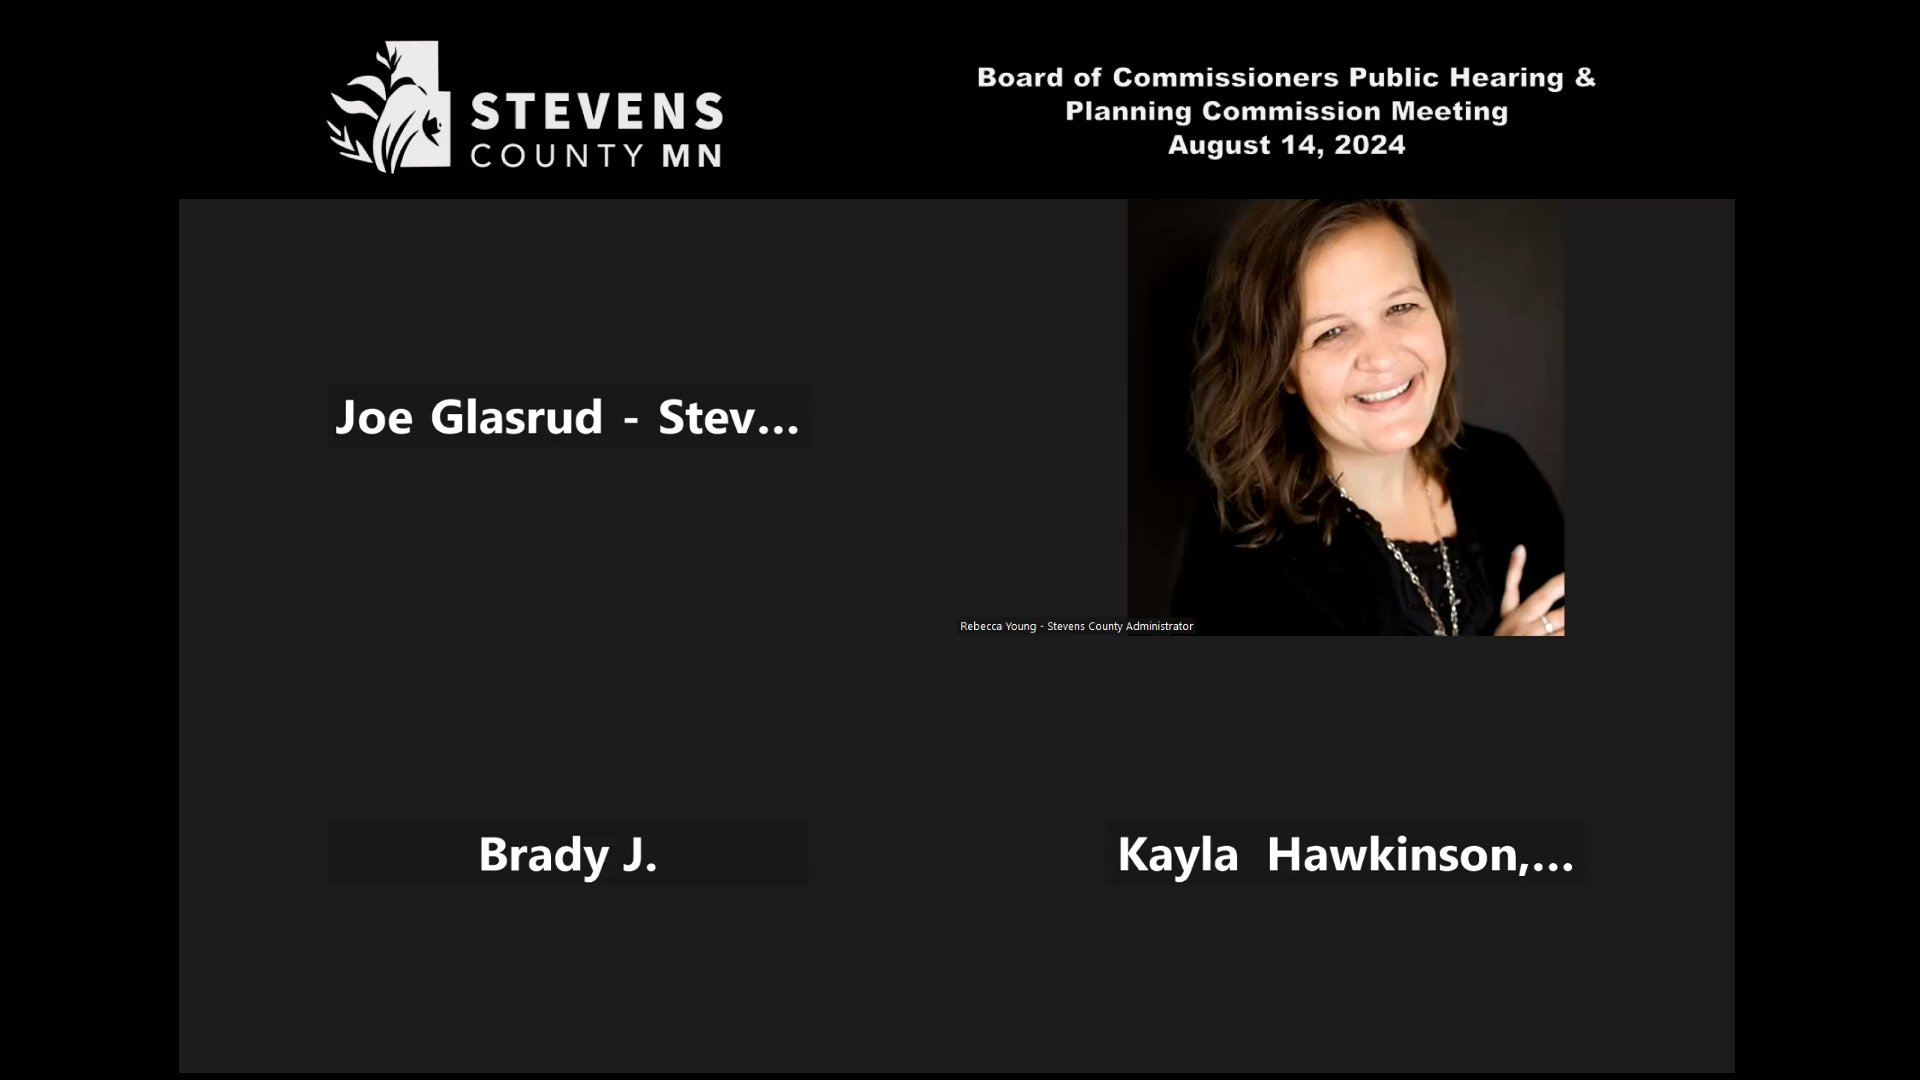 STEVENS
COUNTY MN
Board of Commissioners Public Hearing &
Planning Commission Meeting
August 14, 2024
Joe Glasrud - Stev...
Rebecca Young - Stevens County Administrator
Brady J.
Kayla Hawkinson,...